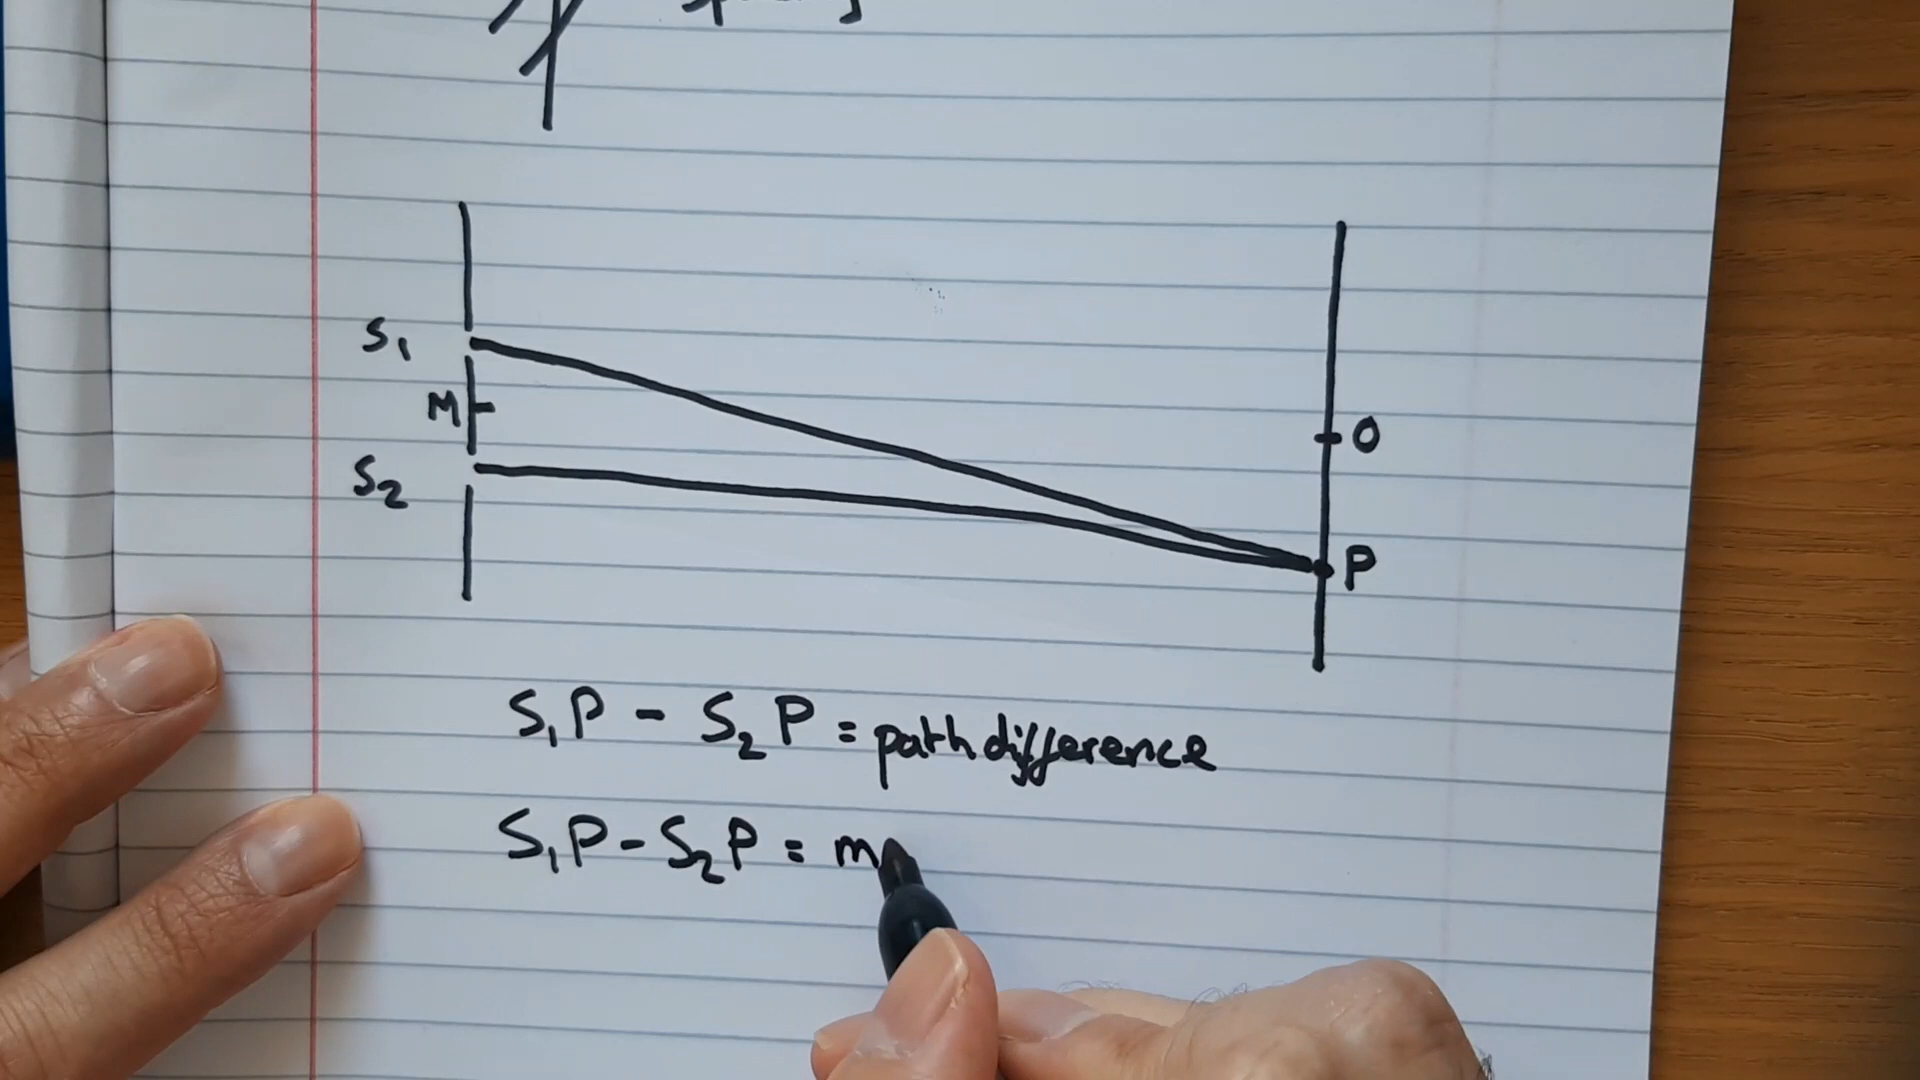 S₁
M
O
S₂
P
S₁P - S₂P = path difference
S₁P - S₂P = m